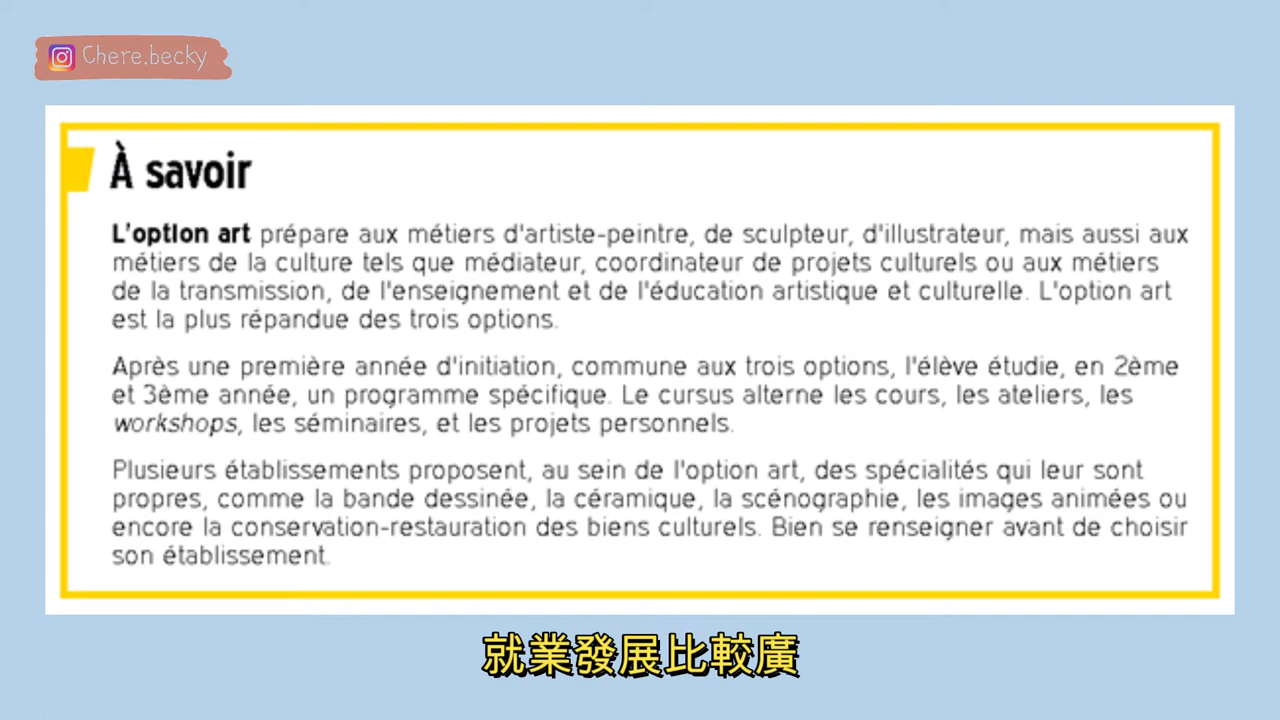 Chere.becky
À savoir
L'option art prépare aux métiers d'artiste-peintre, de sculpteur, d'illustrateur, mais aussi aux
métiers de la culture tels que médiateur, coordinateur de projets culturels ou aux métiers
de la transmission, de l'enseignement et de l'éducation artistique et culturelle. L'option art
est la plus répandue des trois options.
Après une première année d'initiation, commune aux trois options, l'élève étudie, en 2ème
et 3ème année, un programme spécifique. Le cursus alterne les cours, les ateliers, les
workshops, les séminaires, et les projets personnels.
Plusieurs établissements proposent, au sein de l'option art, des spécialités qui leur sont
propres, comme la bande dessinée, la céramique, la scénographie, les images animées ou
encore la conservation-restauration des biens culturels. Bien se renseigner avant de choisir
son établissement.
就業發展比較廣